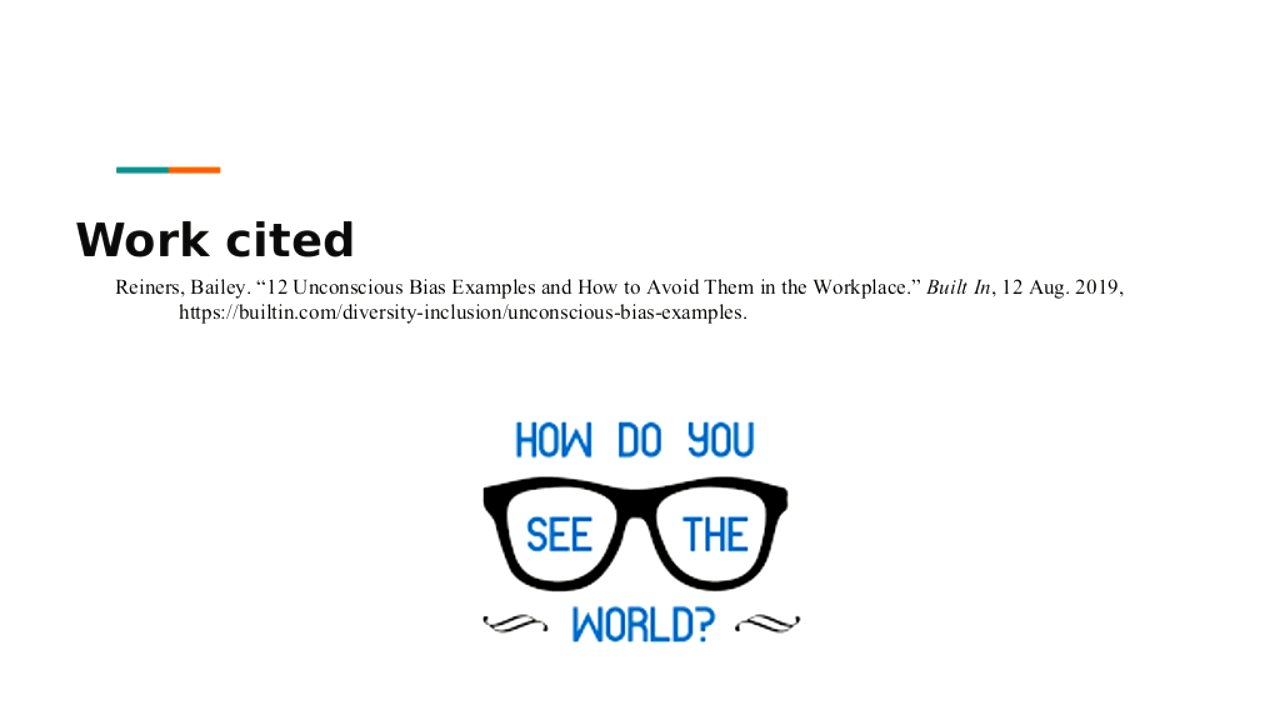 Work cited
Reiners, Bailey. “12 Unconscious Bias Examples and How to Avoid Them in the Workplace.” Built In, 12 Aug. 2019,
https://builtin.com/diversity-inclusion/unconscious-bias-examples.
HOW DO YOU
SEE THE
WORLD?